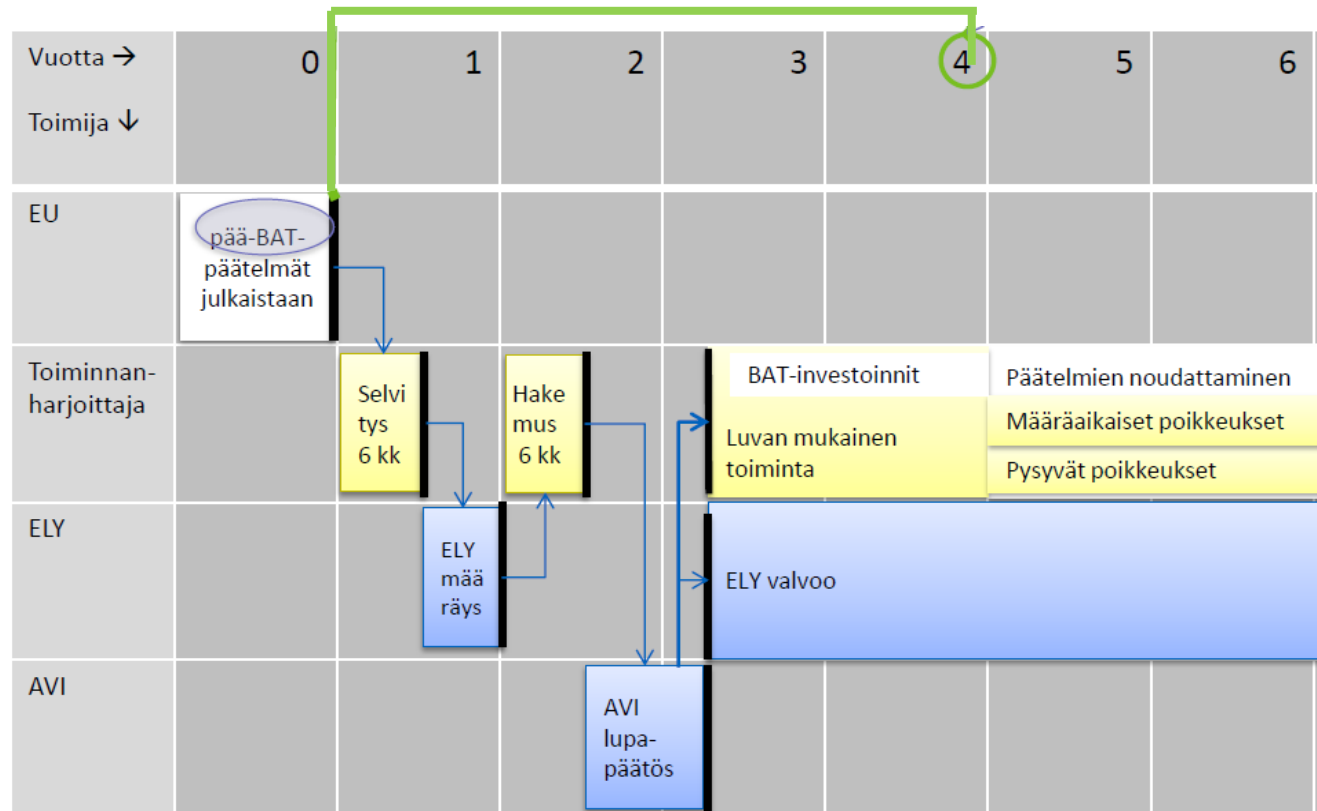 Vuotta →
0
1
2
3
4
5
6
Toimija ↓
EU
pää-BAT-
päätelmät
julkaistaan
Toiminnan-
harjoittaja
Selvi
tys
6 kk
Hake
mus
6 kk
BAT-investoinnit
Luvan mukainen
toiminta
Päätelmien noudattaminen
Määräaikaiset poikkeukset
Pysyvät poikkeukset
ELY
ELY
mää
räys
ELY valvoo
AVI
AVI
lupa-
päätös